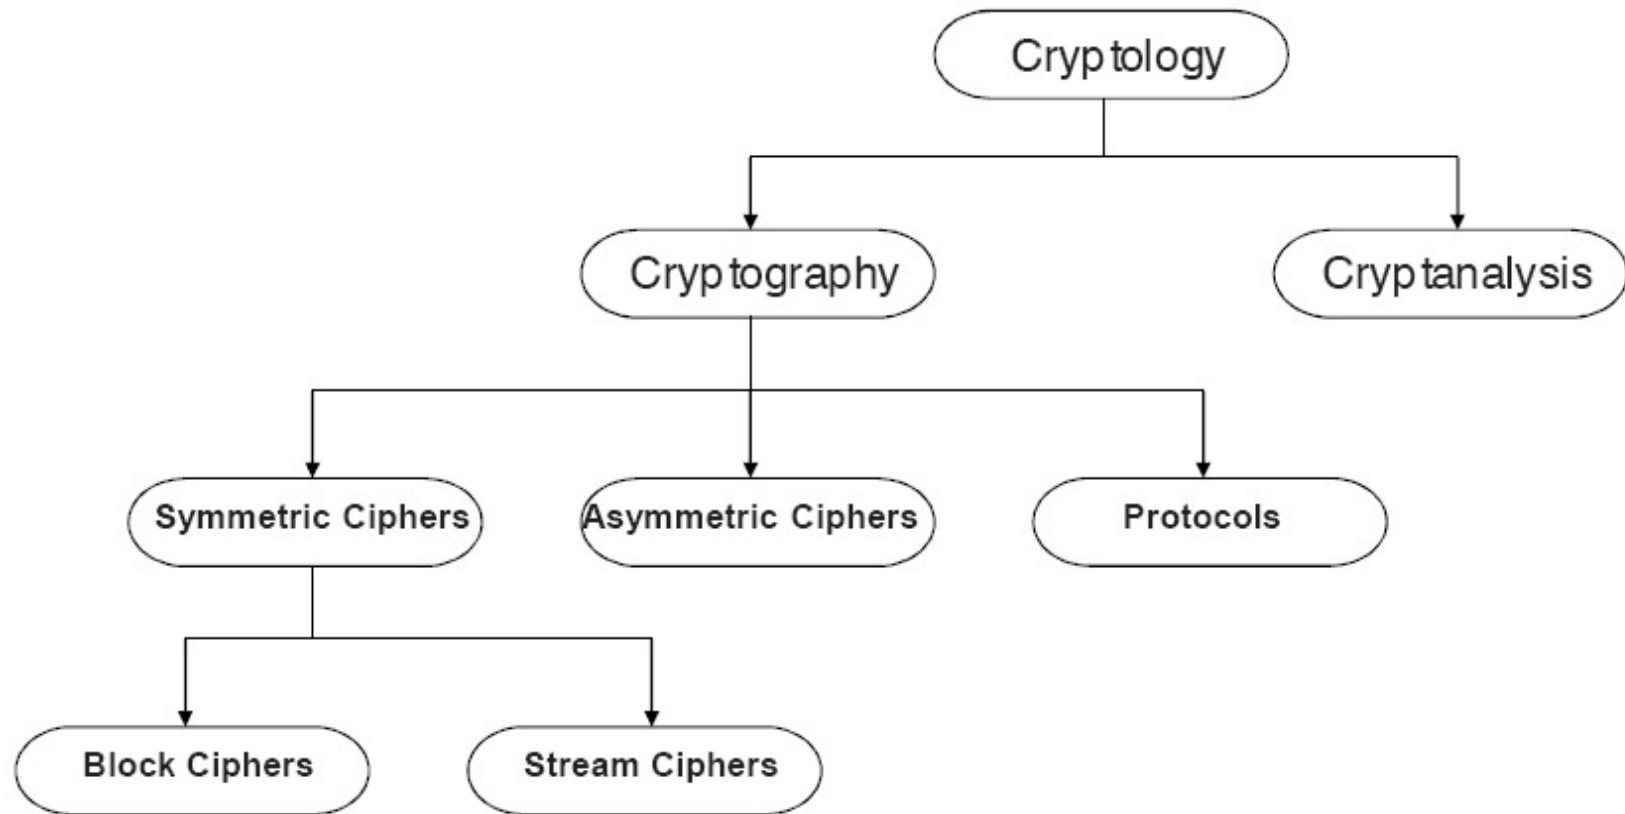 Cryptology
Cryptography
Cryptanalysis
Symmetric Ciphers
Asymmetric Ciphers
Protocols
Block Ciphers
Stream Ciphers